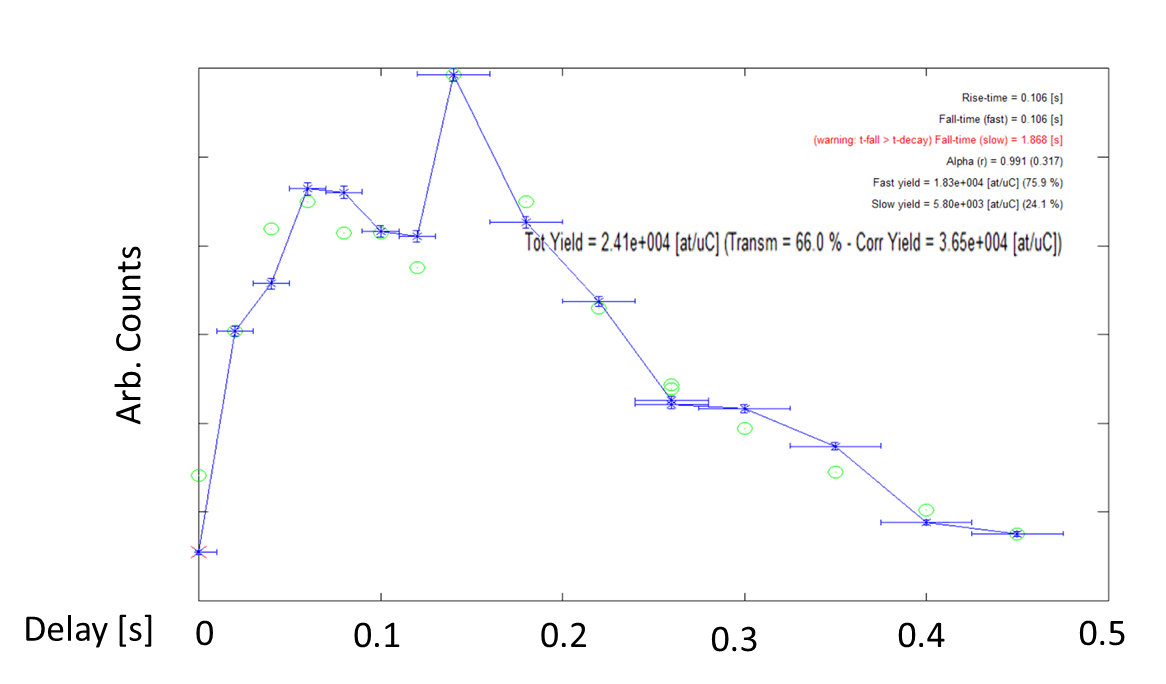 Rise-time = 0.106 [s]
Fall-time (fast) = 0.106 [s]
(warning: t-fall > t-decay) Fall-time (slow) = 1.868 [s]
Alpha (r) = 0.991 (0.317)
Fast yield = 1.83e+004 [at/uC] (75.9 %)
Slow yield = 5.80e+003 [at/uC] (24.1 %)
Tot Yield = 2.41e+004 [at/uC] (Transm = 66.0 % - Corr Yield = 3.65e+004 [at/uC])
Arb. Counts
Delay [s] 0 0.1 0.2 0.3 0.4 0.5